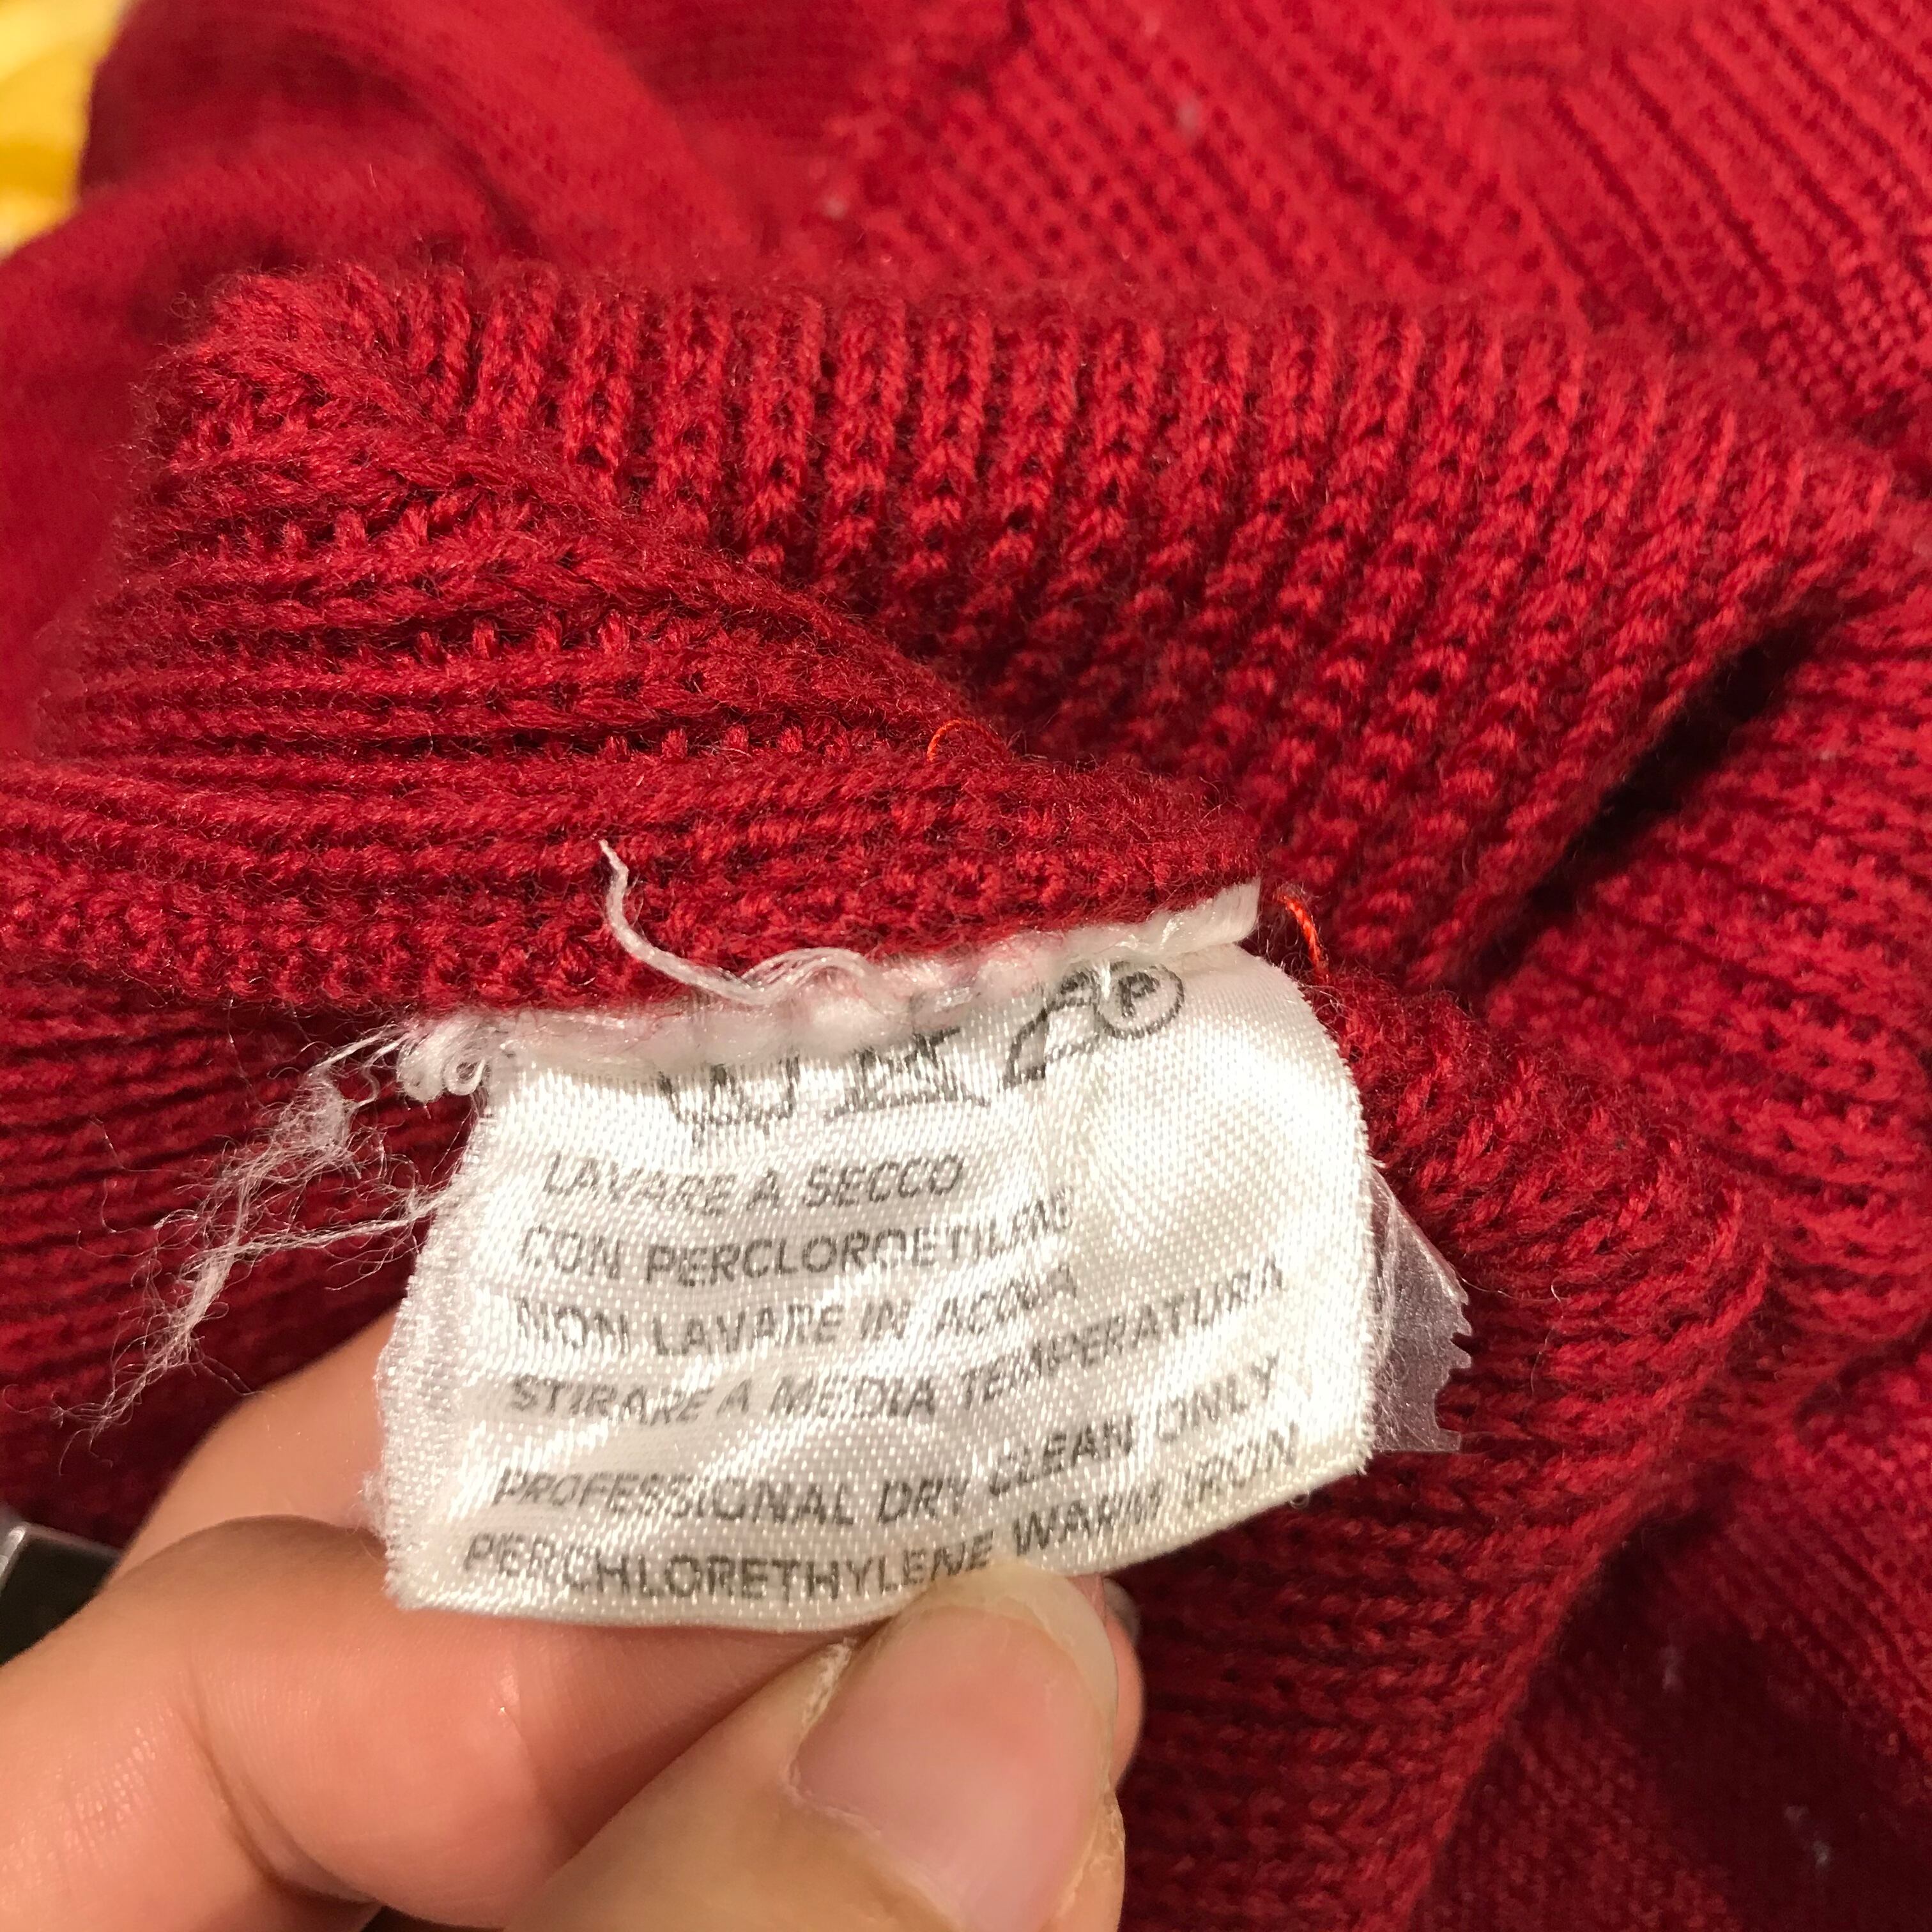 P
LAVARE A SECCO
CON PERCLOROETILENE
NON LAVARE IN ACQUA
STIRARE A MEDIA TEMPERATURA
PROFESSIONAL DRY CLEAN ONLY
PERCHLORETHYLENE WARM IRON